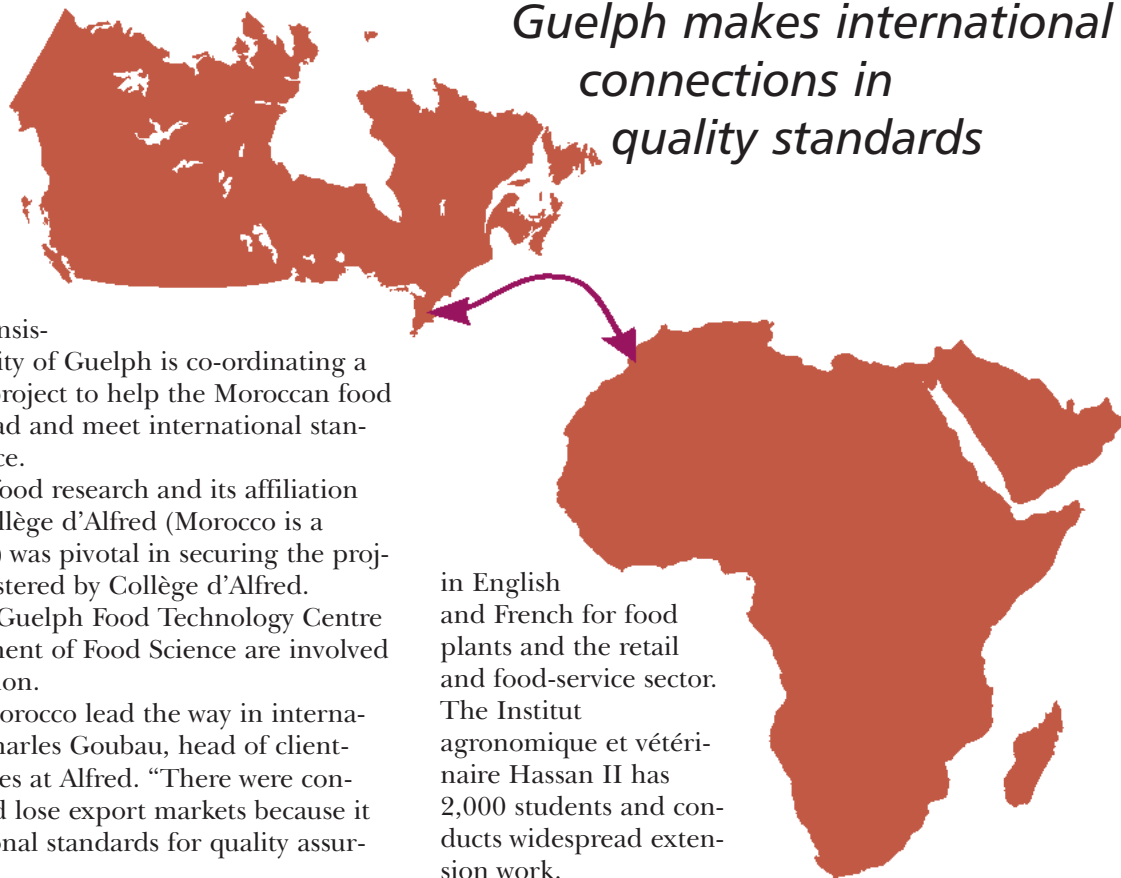 Guelph makes international
connections in
quality standards
nsis-
ity of Guelph is co-ordinating a
project to help the Moroccan food
ad and meet international stan-
ce.
food research and its affiliation
llège d’Alfred (Morocco is a
) was pivotal in securing the proj-
stered by Collège d’Alfred.
Guelph Food Technology Centre
ment of Food Science are involved
ion.
orocco lead the way in interna-
harles Goubau, head of client-
es at Alfred. “There were con-
d lose export markets because it
onal standards for quality assur-
in English
and French for food
plants and the retail
and food-service sector.
The Institut
agronomique et vétéri-
naire Hassan II has
2,000 students and con-
ducts widespread exten-
sion work.